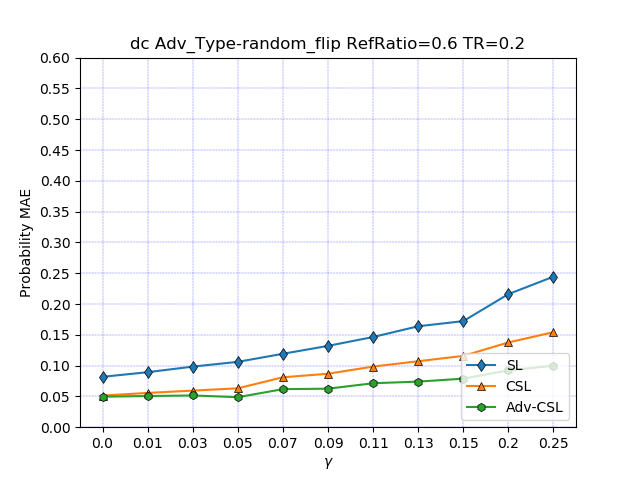 dc Adv_Type-random_flip RefRatio=0.6 TR=0.2
Probability MAE
0.60
0.55
0.50
0.45
0.40
0.35
0.30
0.25
0.20
0.15
0.10
0.05
0.00
0.0 0.01 0.03 0.05 0.07 0.09 0.11 0.13 0.15 0.2 0.25
γ
SL
CSL
Adv-CSL